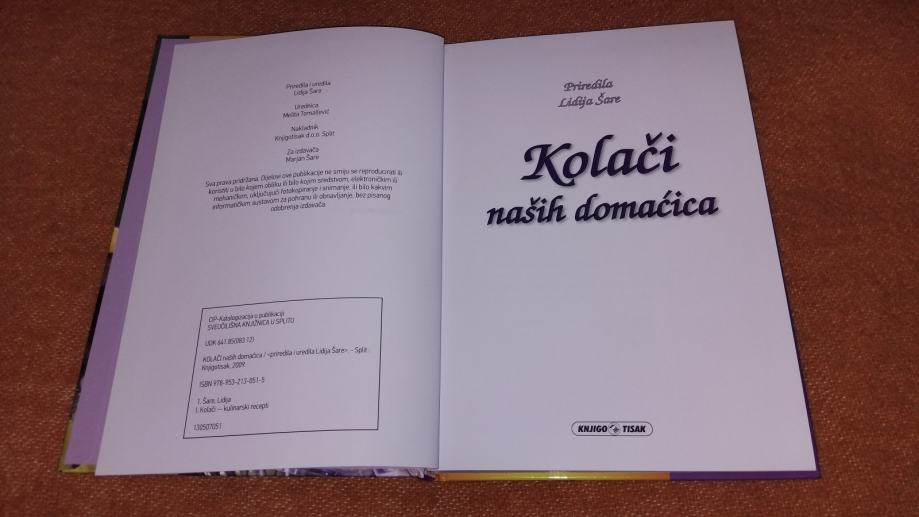 Priredila i uredila
Lidija Šare
Urednica
Melita Tomašević
Nakladnik
Knjigotisak d.o.o. Split
Za izdavača
Marjan Šare
Sva prava pridržana. Dijelovi ove publikacije ne smiju se reproducirati ili
koristiti u bilo kojem obliku ili bilo kojim sredstvom, elektroničkim ili
mehaničkim, uključujući fotokopiranje i snimanje, ili bilo kakvim
informatičkim sustavom za pohranu ili obnavljanje, bez pisanog
odobrenja izdavača.
CIP-Katalogizacija u publikaciji
SVEUČILIŠNA KNJIŽNICA U SPLITU
UDK 641.85(083.12)
KOLAČI naših domaćica / <priredila i uredila Lidija Šare>. - Split :
Knjigotisak. 2009.
ISBN 978-953-213-051-5
1. Šare, Lidija
I. Kolači -- kulinarski recepti
130507051
Priredila
Lidija Šare
Kolači
naših domaćica
KNJIGO TISAK